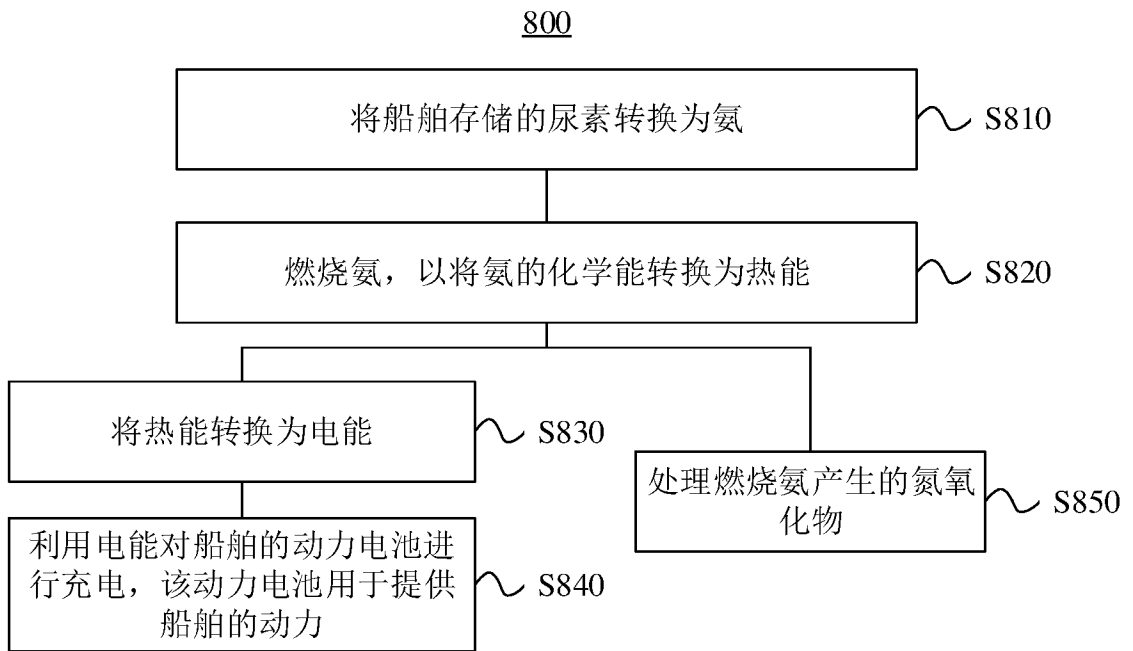 800
将船舶存储的尿素转换为氨
S810
燃烧氨，以将氨的化学能转换为热能
S820
将热能转换为电能
S830
处理燃烧氨产生的氮氧
化物
S850
利用电能对船舶的动力电池进
行充电，该动力电池用于提供
船舶的动力
S840